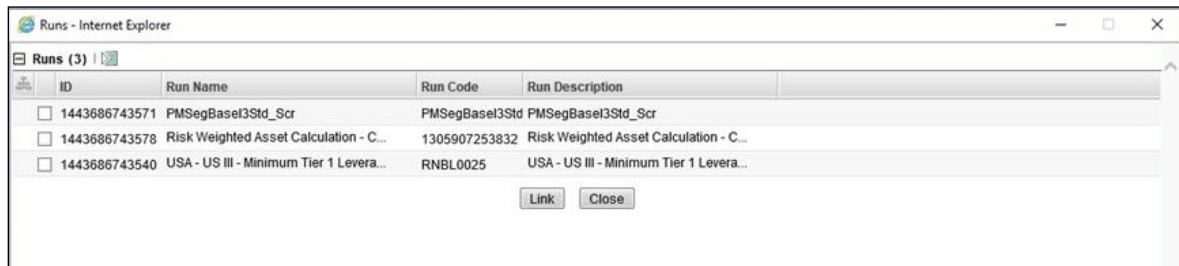 Runs - Internet Explorer
Runs (3)
ID Run Name Run Code Run Description
1443686743571 PMSegBasel3Std_Scr PMSegBasel3Std PMSegBasel3Std_Scr
1443686743578 Risk Weighted Asset Calculation - C... 1305907253832 Risk Weighted Asset Calculation - C...
1443686743540 USA - US III - Minimum Tier 1 Levera... RNBL0025 USA - US III - Minimum Tier 1 Levera...
Link Close